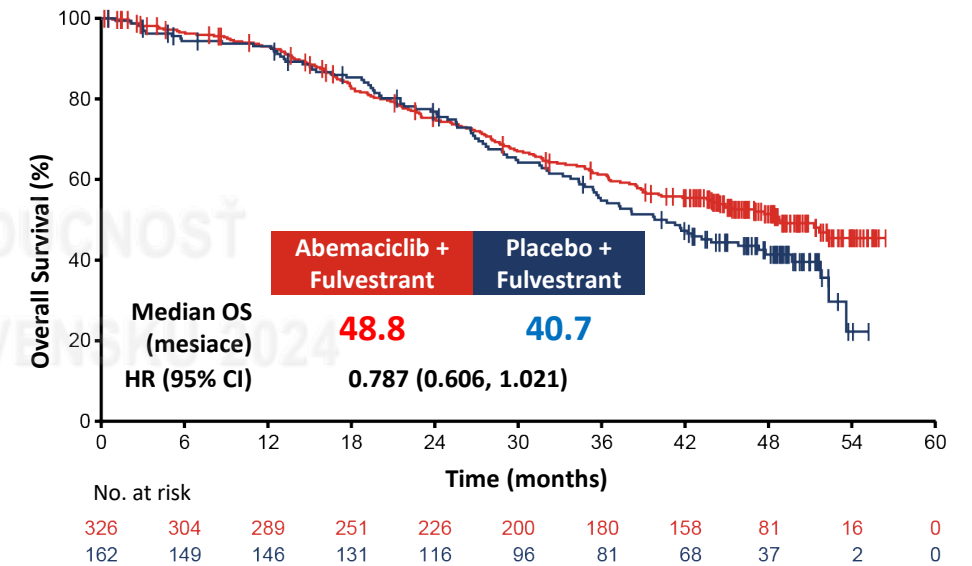 100
80
60
40
20
0
Overall Survival (%)
DUCNOSŤ
VENSKU 2024
Abemaciclib + Fulvestrant
Placebo + Fulvestrant
Median OS (mesiace)
48.8
40.7
HR (95% CI)
0.787 (0.606, 1.021)
0 6 12 18 24 30 36 42 48 54 60
Time (months)
No. at risk
326 304 289 251 226 200 180 158 81 16 0
162 149 146 131 116 96 81 68 37 2 0